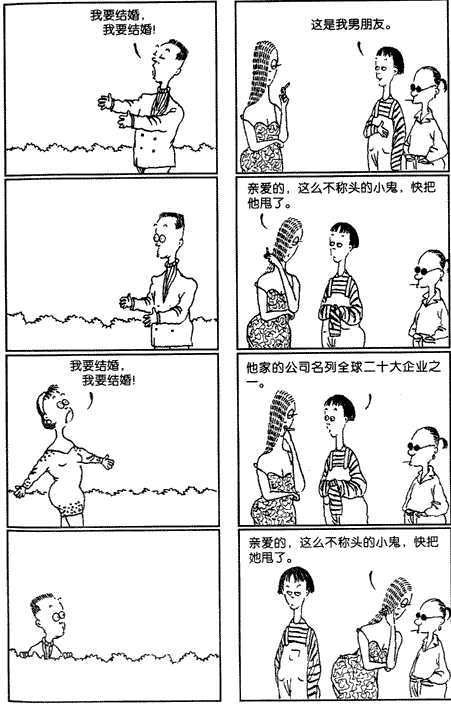 我要结婚，
我要结婚!
我要结婚，
我要结婚!
这是我男朋友。
亲爱的，这么不称头的小鬼，快把
他甩了。
他家的公司名列全球二十大企业之
一。
亲爱的，这么不称头的小鬼，快把
她甩了。